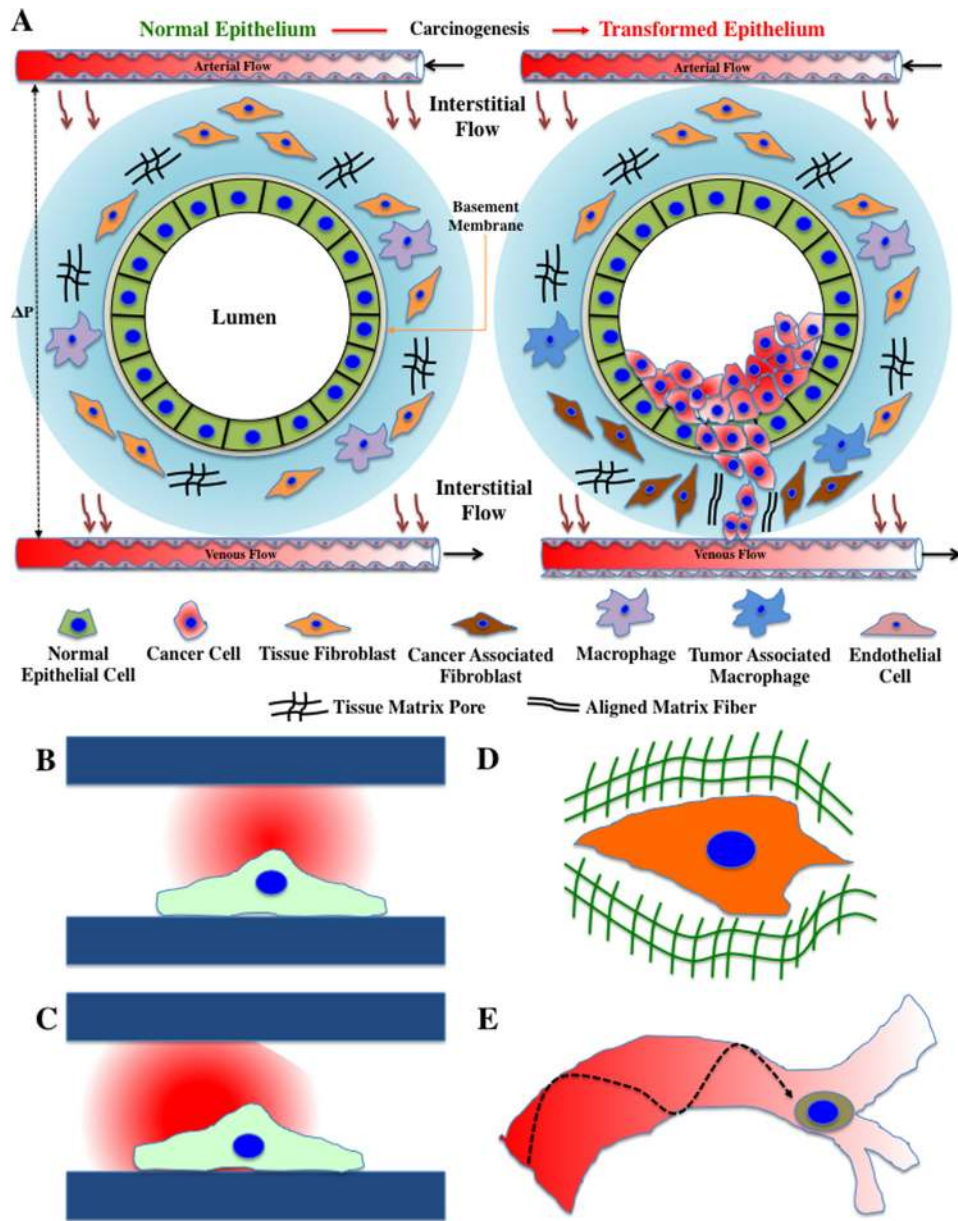 A
Normal Epithelium Carcinogenesis Transformed Epithelium
Arterial Flow
Arterial Flow
Interstitial
Flow
Basement
Membrane
ΔP
Lumen
Interstitial
Flow
Venous Flow
Venous Flow
Normal
Epithelial Cell
Cancer Cell
Tissue Fibroblast
Cancer Associated
Fibroblast
Macrophage
Tumor Associated
Macrophage
Endothelial
Cell
Tissue Matrix Pore
Aligned Matrix Fiber
B
D
C
E